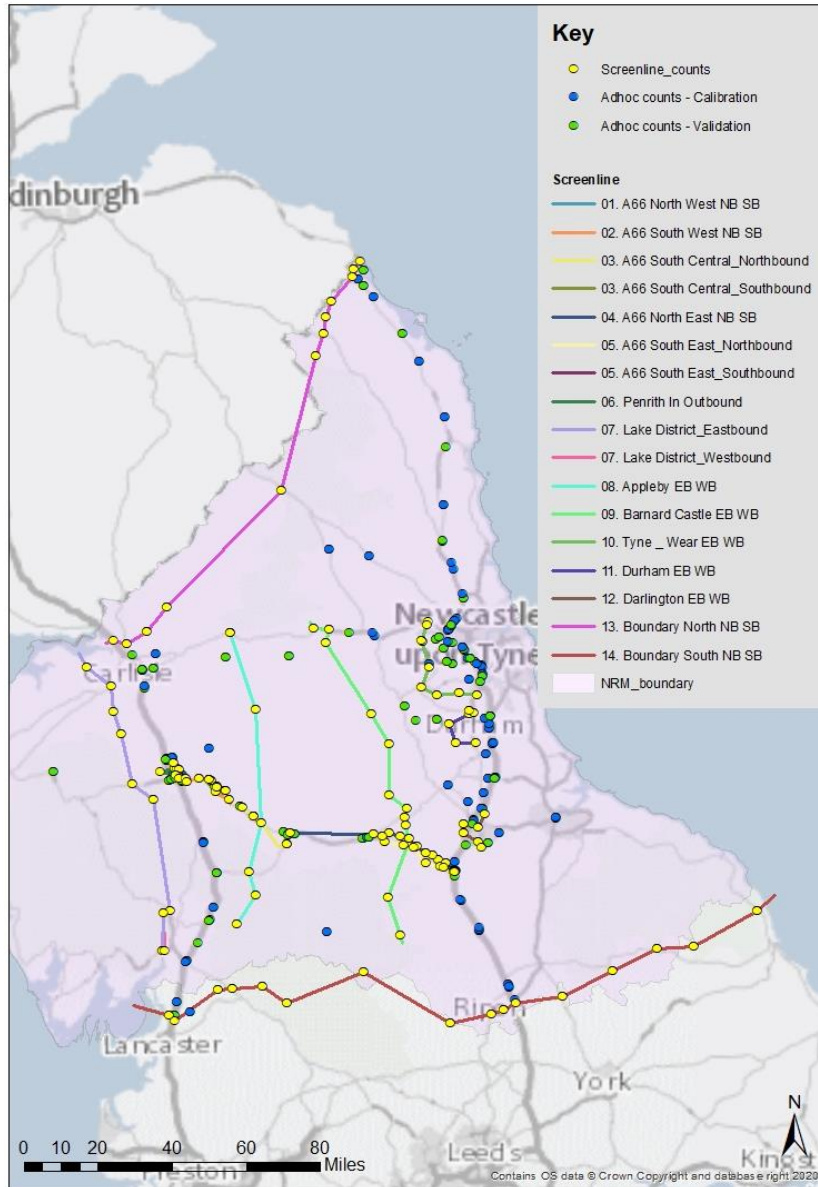 Key
Screenline_counts
Adhoc counts - Calibration
Adhoc counts - Validation
Screenline
01. A66 North West NB SB
02. A66 South West NB SB
03. A66 South Central_Northbound
03. A66 South Central_Southbound
04. A66 North East NB SB
05. A66 South East_Northbound
05. A66 South East_Southbound
06. Penrith In Outbound
07. Lake District_Eastbound
07. Lake District_Westbound
08. Appleby EB WB
09. Barnard Castle EB WB
10. Tyne _ Wear EB WB
11. Durham EB WB
12. Darlington EB WB
13. Boundary North NB SB
14. Boundary South NB SB
NRM_boundary
dinburgh
Newcastle
upon Tyne
Carlisle
Durham
Ripon
Lancaster
York
Leeds
Preston
Kingst
N
0 10 20 40 60 80
Miles
Contains OS data © Crown Copyright and database right 2020